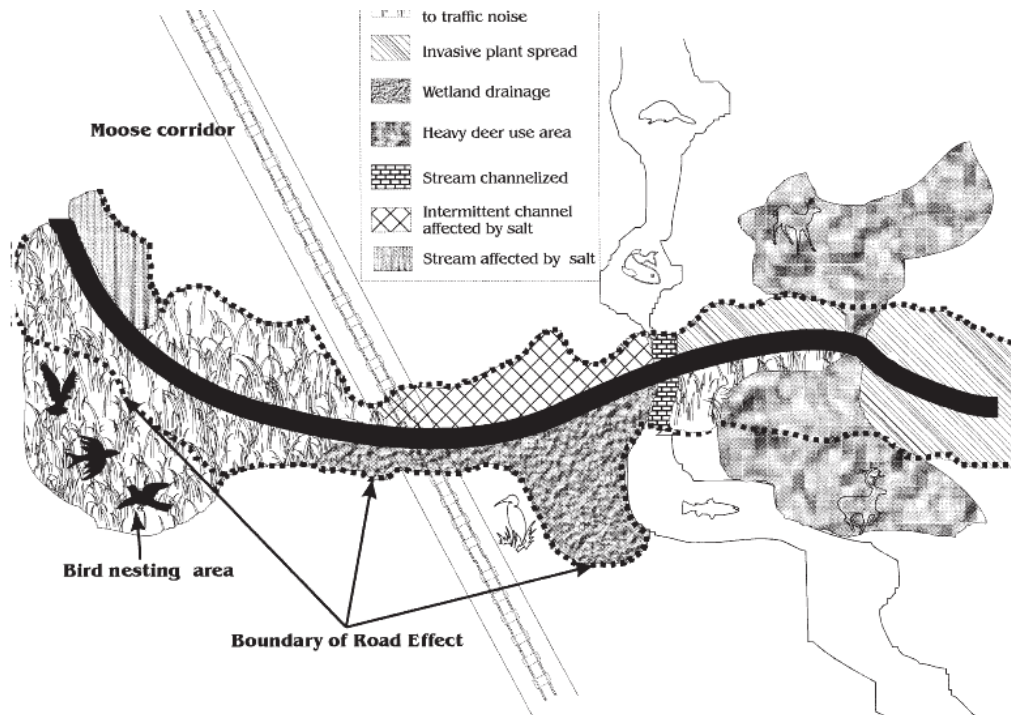 to traffic noise
Invasive plant spread
Wetland drainage
Heavy deer use area
Stream channelized
Intermittent channel
affected by salt
Stream affected by salt
Moose corridor
Bird nesting area
Boundary of Road Effect